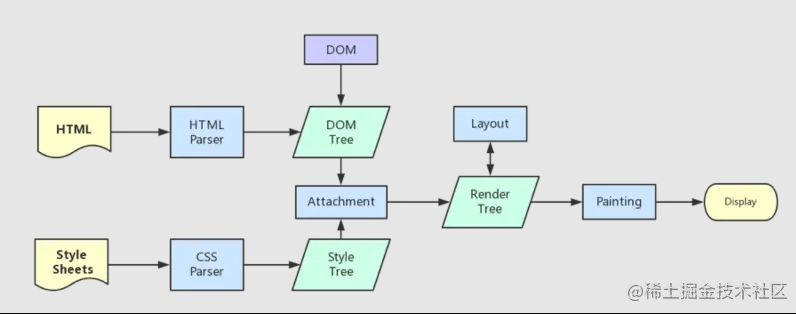 DOM
HTML
HTML
Parser
DOM
Tree
Layout
Attachment
Render
Tree
Painting
Display
Style
Sheets
CSS
Parser
Style
Tree
@稀土掘金技术社区